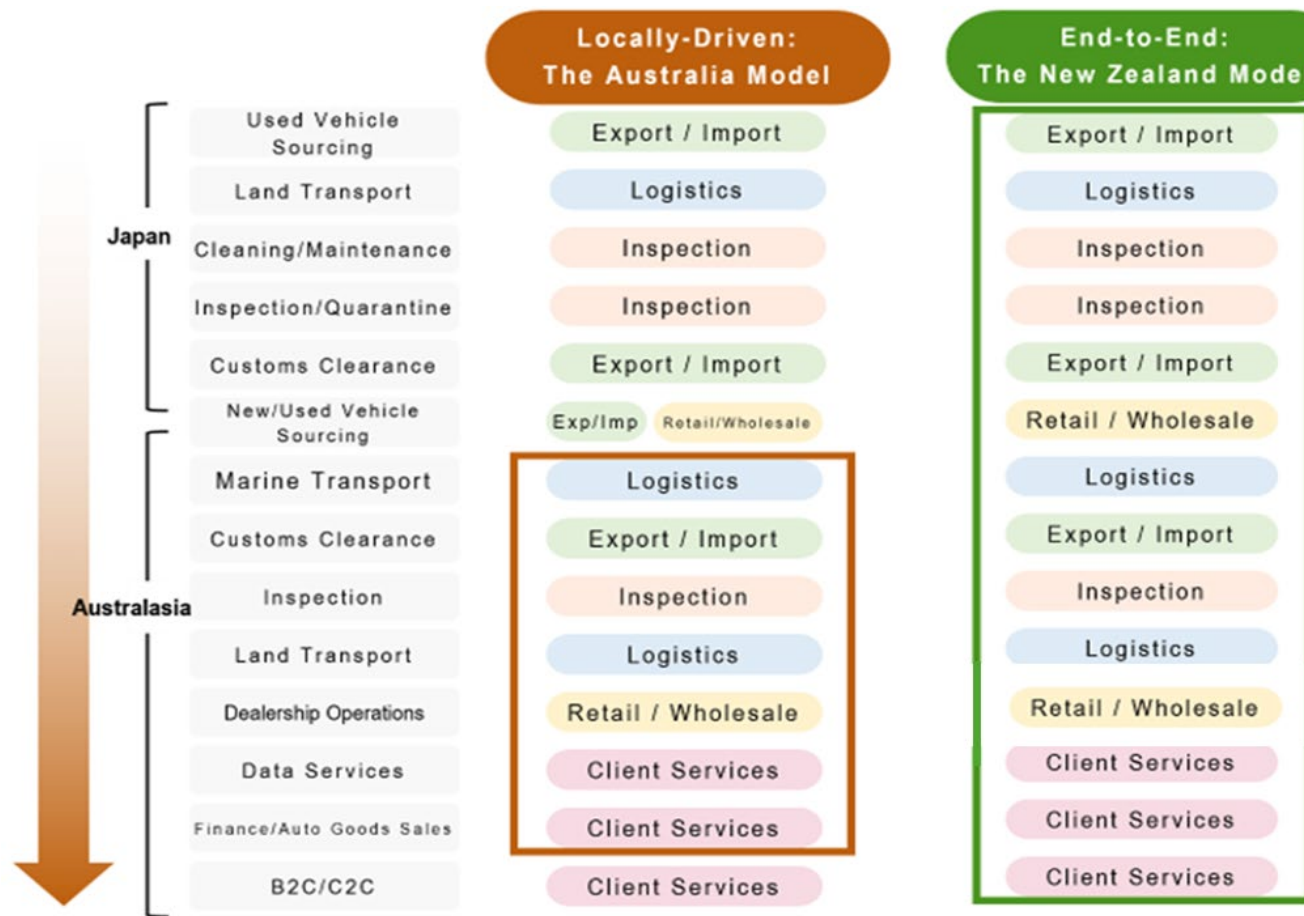 Locally-Driven:
The Australia Model
End-to-End:
The New Zealand Mode
Japan
Used Vehicle
Sourcing
Export / Import
Export / Import
Land Transport
Logistics
Logistics
Cleaning/Maintenance
Inspection
Inspection
Inspection/Quarantine
Inspection
Inspection
Customs Clearance
Export / Import
Export / Import
New/Used Vehicle
Sourcing
Exp/Imp
Retail/Wholesale
Retail / Wholesale
Australasia
Marine Transport
Logistics
Logistics
Customs Clearance
Export / Import
Export / Import
Inspection
Inspection
Inspection
Land Transport
Logistics
Logistics
Dealership Operations
Retail / Wholesale
Retail / Wholesale
Data Services
Client Services
Client Services
Finance/Auto Goods Sales
Client Services
Client Services
B2C/C2C
Client Services
Client Services